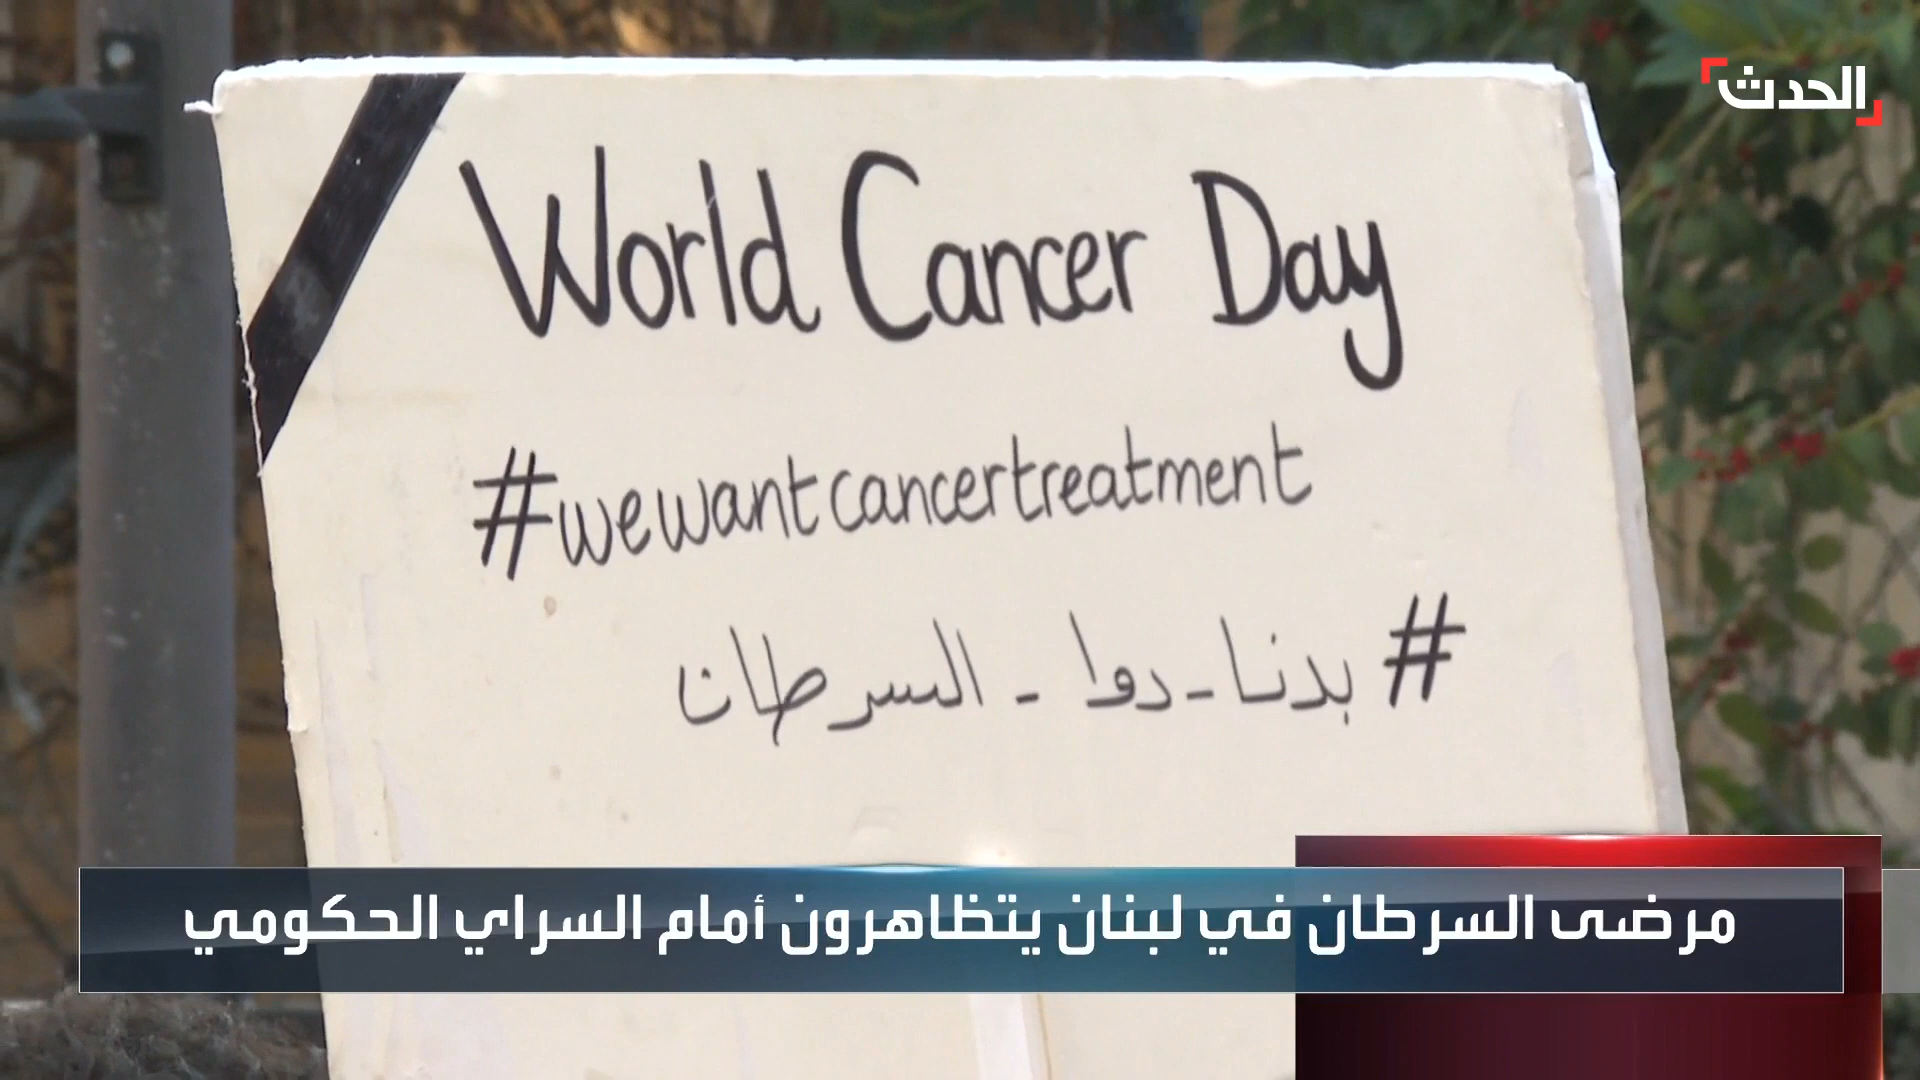 الحدث
World Cancer Day
#wewantcancertreatment
# بدنا - دوا - السرطان
مرضى السرطان في لبنان يتظاهرون أمام السراي الحكومي